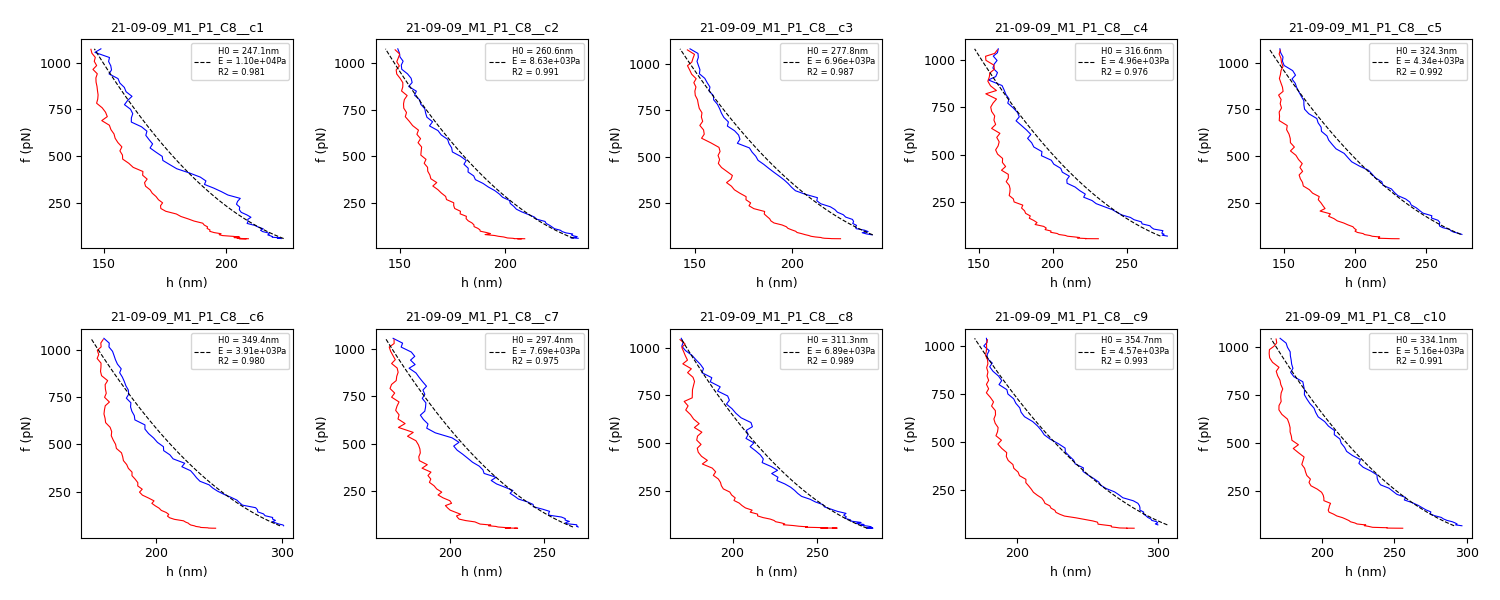 21-09-09_M1_P1_C8__c1
H0 = 247.1nm
E = 1.10e+04Pa
R2 = 0.981
f (pN)
1000
750
500
250
150 200
h (nm)
21-09-09_M1_P1_C8__c2
H0 = 260.6nm
E = 8.63e+03Pa
R2 = 0.991
f (pN)
1000
750
500
250
150 200
h (nm)
21-09-09_M1_P1_C8__c3
H0 = 277.8nm
E = 6.96e+03Pa
R2 = 0.987
f (pN)
1000
750
500
250
150 200
h (nm)
21-09-09_M1_P1_C8__c4
H0 = 316.6nm
E = 4.96e+03Pa
R2 = 0.976
f (pN)
1000
750
500
250
150 200 250
h (nm)
21-09-09_M1_P1_C8__c5
H0 = 324.3nm
E = 4.34e+03Pa
R2 = 0.992
f (pN)
1000
750
500
250
150 200 250
h (nm)
21-09-09_M1_P1_C8__c6
H0 = 349.4nm
E = 3.91e+03Pa
R2 = 0.980
f (pN)
1000
750
500
250
200 300
h (nm)
21-09-09_M1_P1_C8__c7
H0 = 297.4nm
E = 7.69e+03Pa
R2 = 0.975
f (pN)
1000
750
500
250
200 250
h (nm)
21-09-09_M1_P1_C8__c8
H0 = 311.3nm
E = 6.89e+03Pa
R2 = 0.989
f (pN)
1000
750
500
250
200 250
h (nm)
21-09-09_M1_P1_C8__c9
H0 = 354.7nm
E = 4.57e+03Pa
R2 = 0.993
f (pN)
1000
750
500
250
200 300
h (nm)
21-09-09_M1_P1_C8__c10
H0 = 334.1nm
E = 5.16e+03Pa
R2 = 0.991
f (pN)
1000
750
500
250
200 250 300
h (nm)